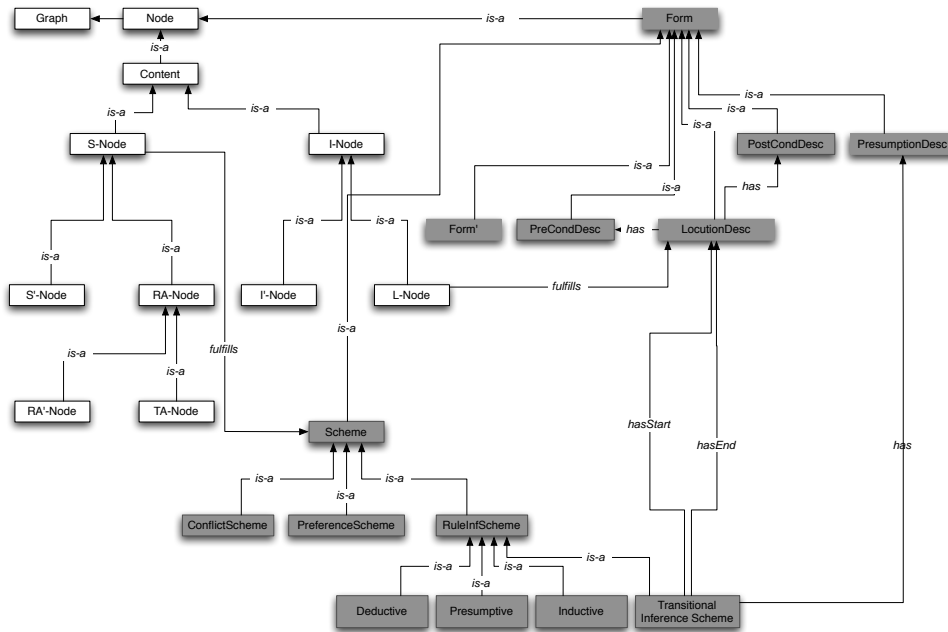 Graph
Node
is-a
Form
is-a
Content
is-a
is-a
is-a
is-a
S-Node
I-Node
PostCondDesc
PresumptionDesc
is-a
is-a
is-a
has
is-a
is-a
is-a
is-a
Form'
PreCondDesc
has
LocutionDesc
S'-Node
RA-Node
I'-Node
L-Node
fulfills
is-a
is-a
fulfills
is-a
RA'-Node
TA-Node
Scheme
hasStart
hasEnd
has
is-a
is-a
is-a
ConflictScheme
PreferenceScheme
RuleInfScheme
is-a
is-a
is-a
is-a
Deductive
Presumptive
Inductive
Transitional
Inference Scheme